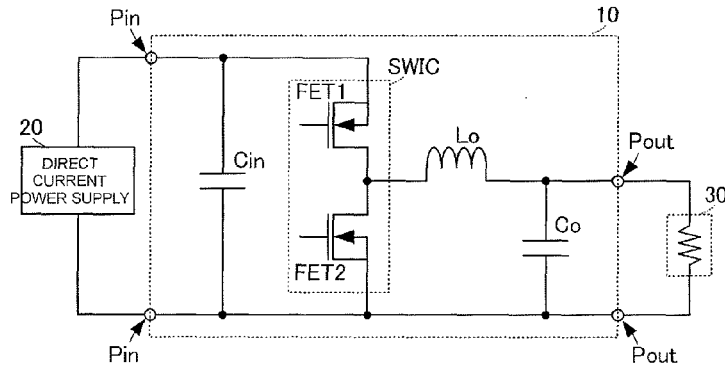 Pin
10
SWIC
FET1
20
DIRECT
CURRENT
POWER SUPPLY
Cin
Lo
Pout
30
Co
FET2
Pin
Pout